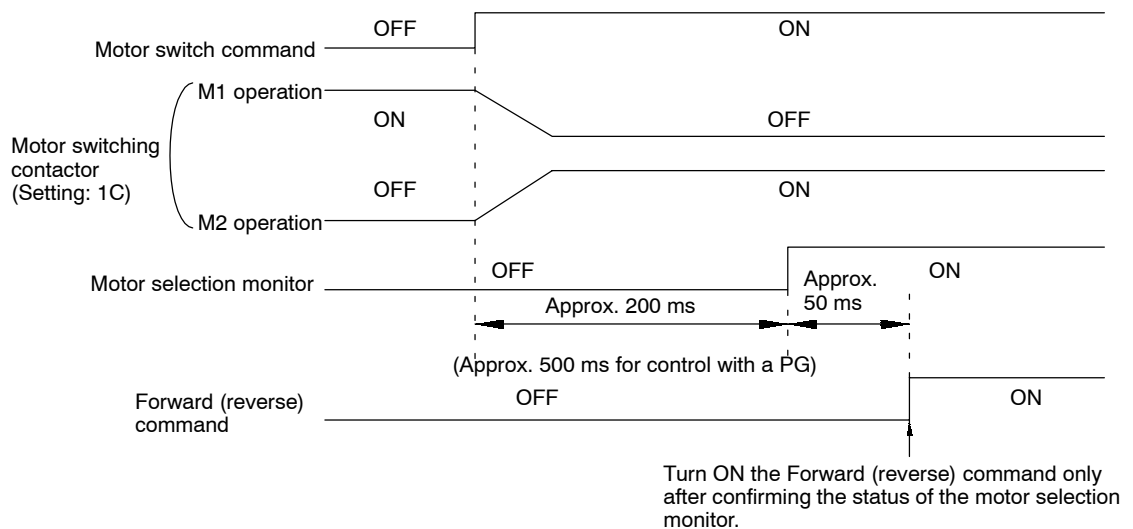 OFF
ON
Motor switch command
M1 operation
ON
OFF
Motor switching
contactor
(Setting: 1C)
OFF
ON
M2 operation
OFF
ON
Motor selection monitor
Approx. 200 ms
Approx.
50 ms
(Approx. 500 ms for control with a PG)
OFF
ON
Forward (reverse)
command
Turn ON the Forward (reverse) command only
after confirming the status of the motor selection
monitor.